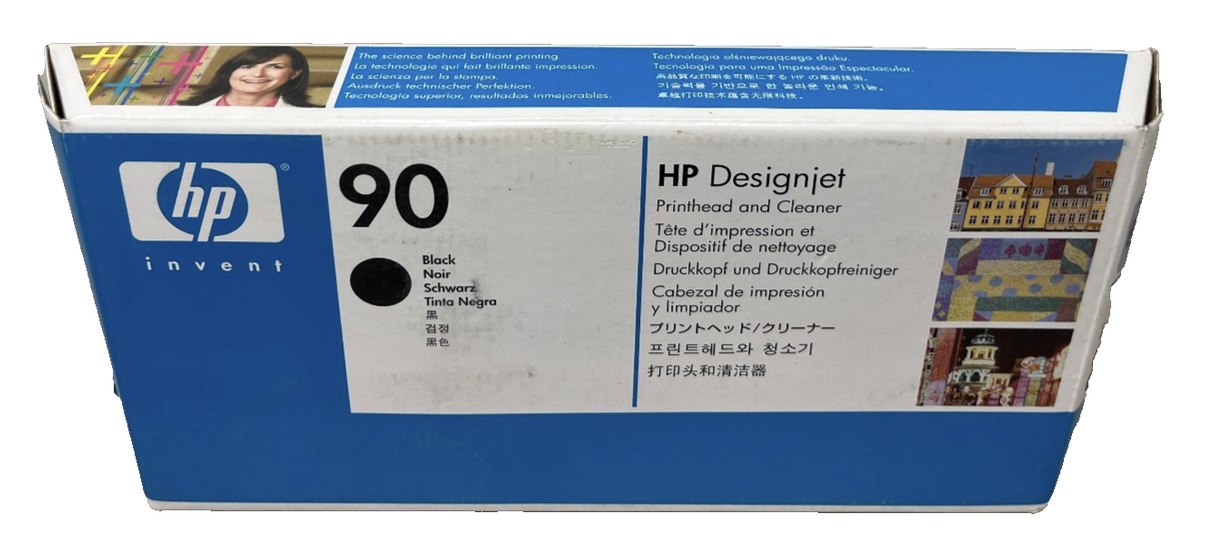 The science behind brilliant printing.
La technologie qui fait brillante impression.
La scienza per la stampa.
Ausdruck technischer Perfektion.
Tecnología superior, resultados inmejorables.
Technologia olśniewającego druku.
Tecnologia para uma Impressão Espectacular.
高品質な印刷を可能にする HP の革新技術。
기술력을 기반으로 한 놀라운 인쇄 기능。
卓越打印技术蕴含无限科技。
hp®
invent
90
Black
Noir
Schwarz
Tinta Negra
黒
검정
黑色
HP Designjet
Printhead and Cleaner
Tête d’impression et
Dispositif de nettoyage
Druckkopf und Druckkopfreiniger
Cabezal de impresión
y limpiador
プリントヘッド/クリーナー
프린트헤드와 청소기
打印头和清洁器